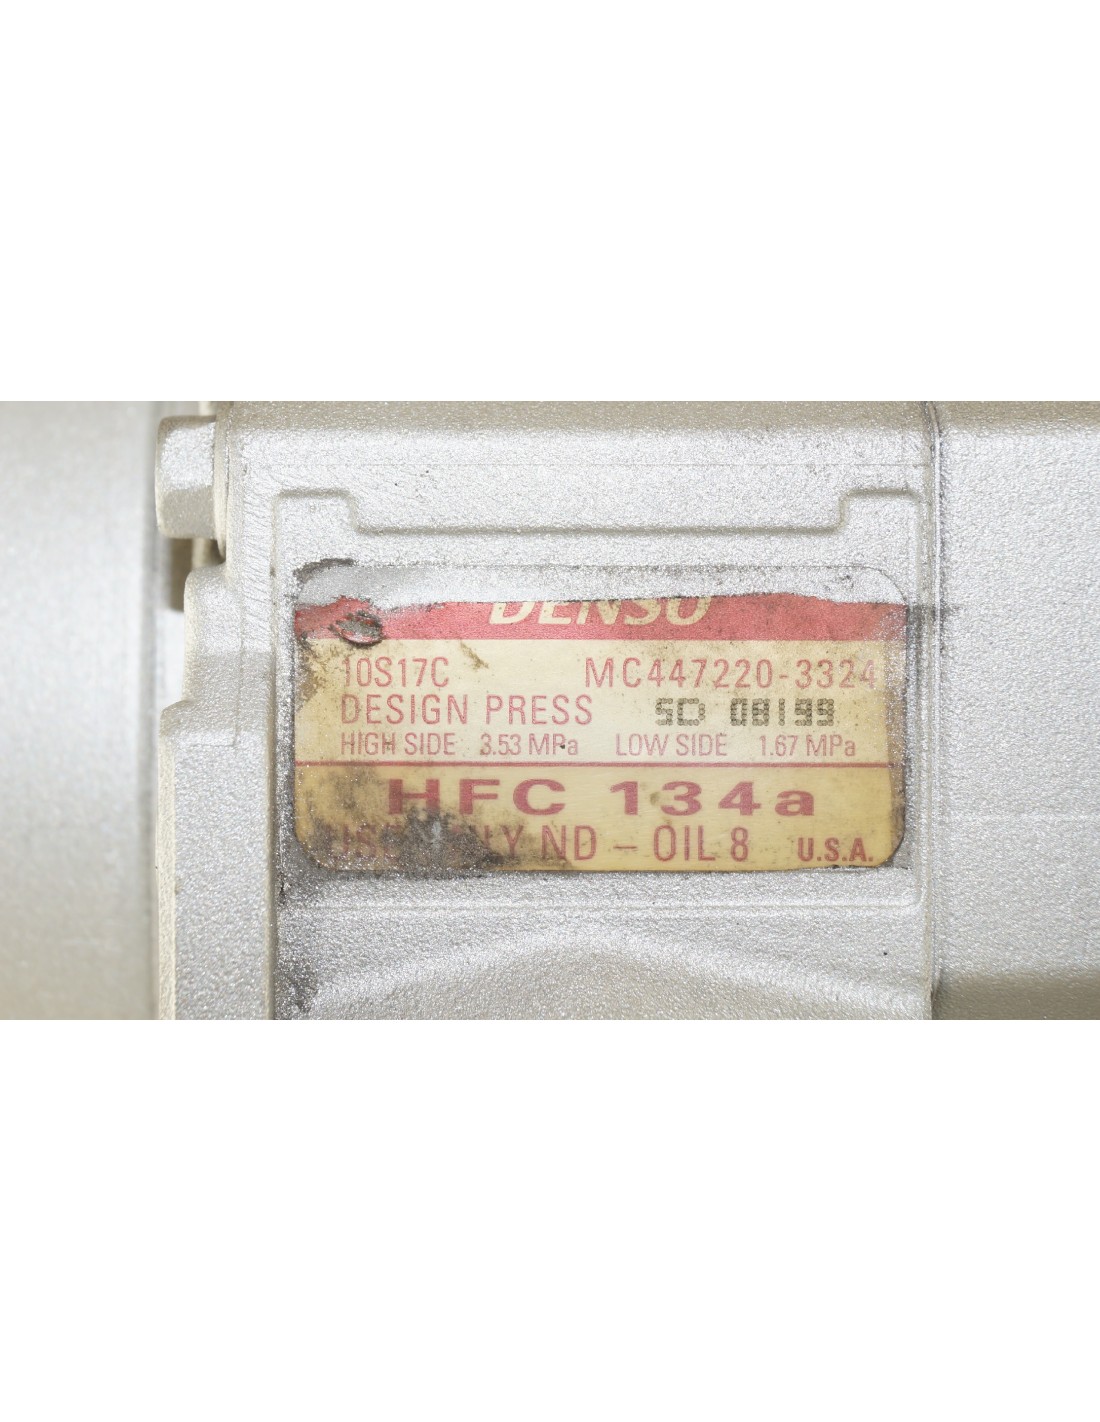 DENSO
10S17C MC447220-3324
DESIGN PRESS SD 08199
HIGH SIDE 3.53 MPa LOW SIDE 1.67 MPa
HFC 134a
ND - OIL 8 U.S.A.